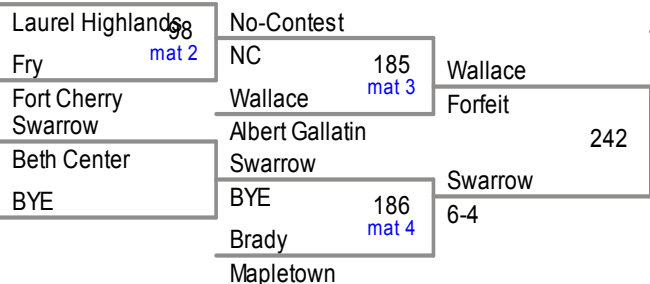 Laurel Highlands
98
mat 2
Fry
Fort Cherry
Swarrow
Beth Center
BYE
No-Contest
NC
185
mat 3
Wallace
Albert Gallatin
Swarrow
BYE
186
mat 4
Brady
Mapletown
Wallace
Forfeit
242
Swarrow
6-4